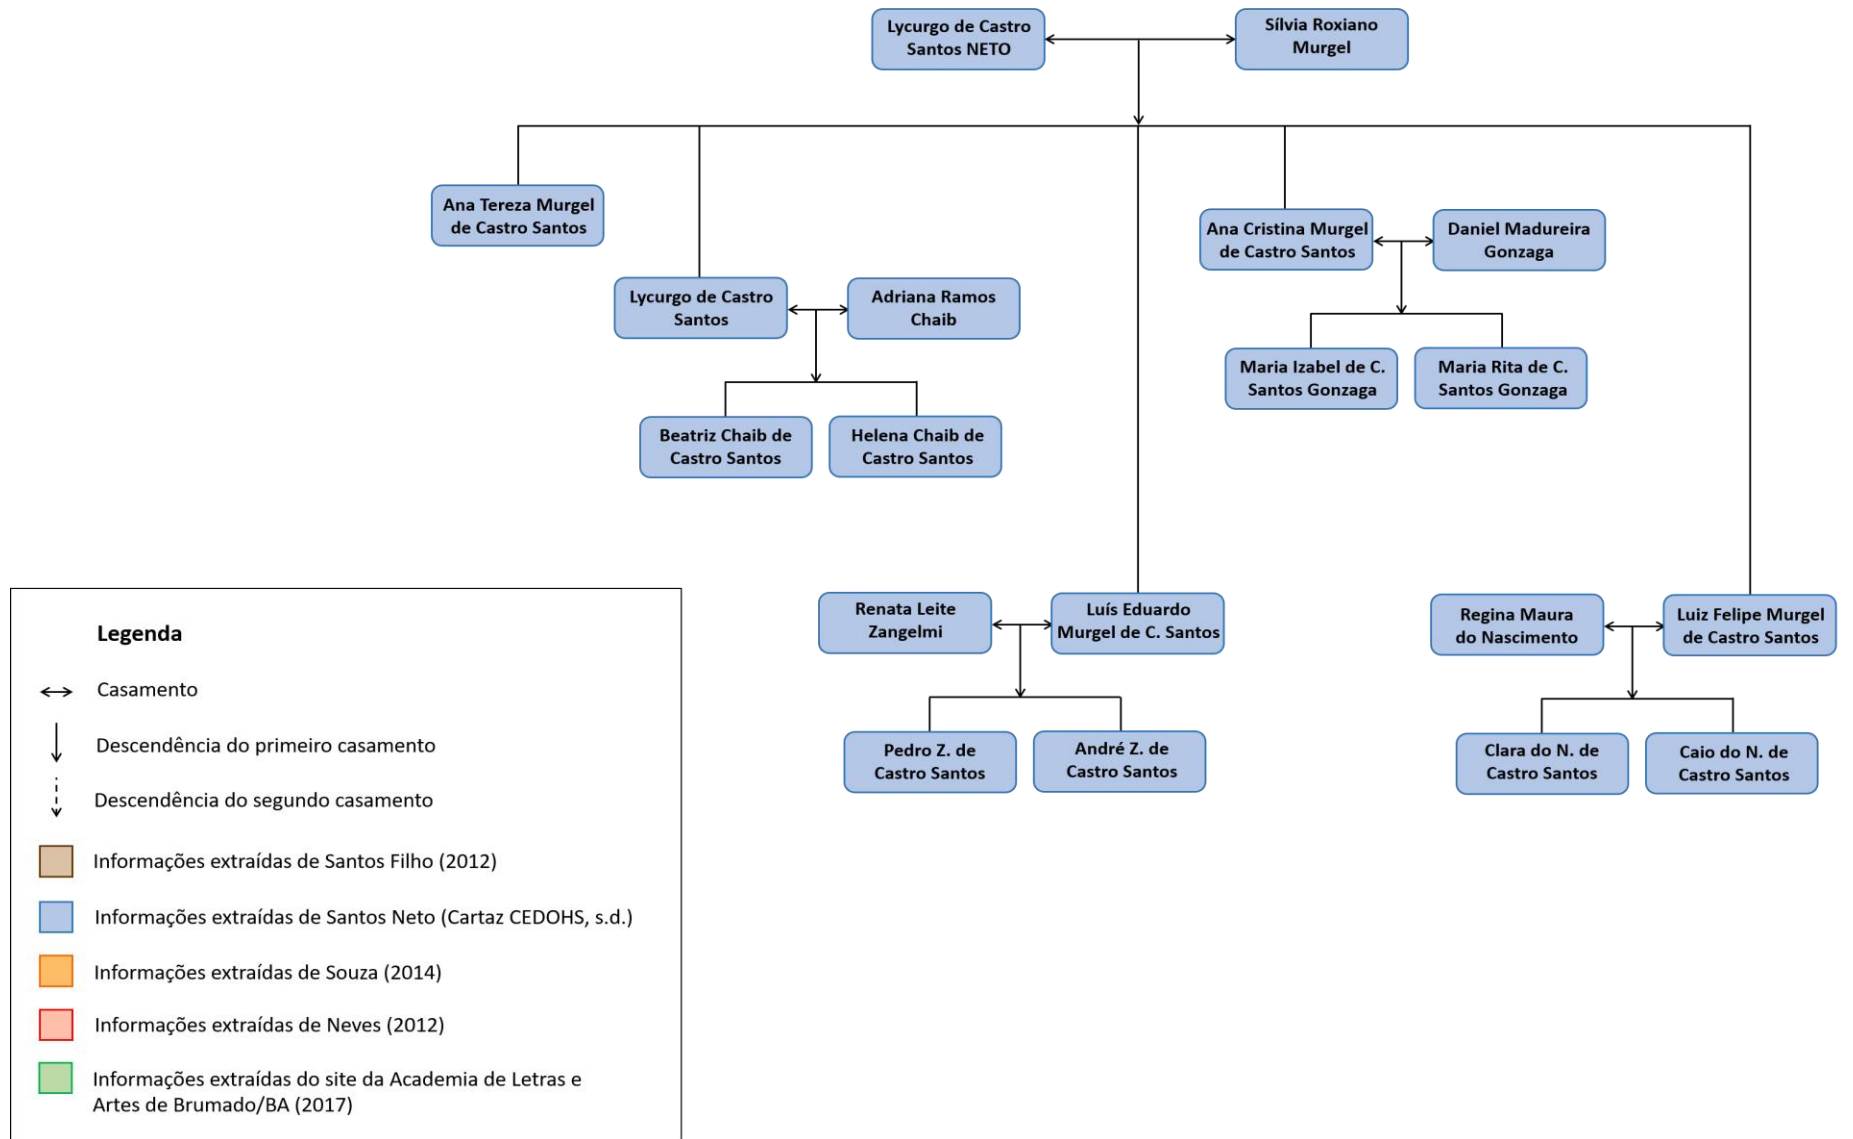 Lycurgo de Castro
Santos NETO
Sílvia Roxiano
Murgel
Ana Tereza Murgel
de Castro Santos
Ana Cristina Murgel
de Castro Santos
Daniel Madureira
Gonzaga
Lycurgo de Castro
Santos
Adriana Ramos
Chaib
Maria Izabel de C.
Santos Gonzaga
Maria Rita de C.
Santos Gonzaga
Beatriz Chaib de
Castro Santos
Helena Chaib de
Castro Santos
Renata Leite
Zangelmi
Luís Eduardo
Murgel de C. Santos
Regina Maura
do Nascimento
Luiz Felipe Murgel
de Castro Santos
Pedro Z. de
Castro Santos
André Z. de
Castro Santos
Clara do N. de
Castro Santos
Caio do N. de
Castro Santos
Legenda
Casamento
Descendência do primeiro casamento
Descendência do segundo casamento
Informações extraídas de Santos Filho (2012)
Informações extraídas de Santos Neto (Cartaz CEDOHS, s.d.)
Informações extraídas de Souza (2014)
Informações extraídas de Neves (2012)
Informações extraídas do site da Academia de Letras e
Artes de Brumado/BA (2017)